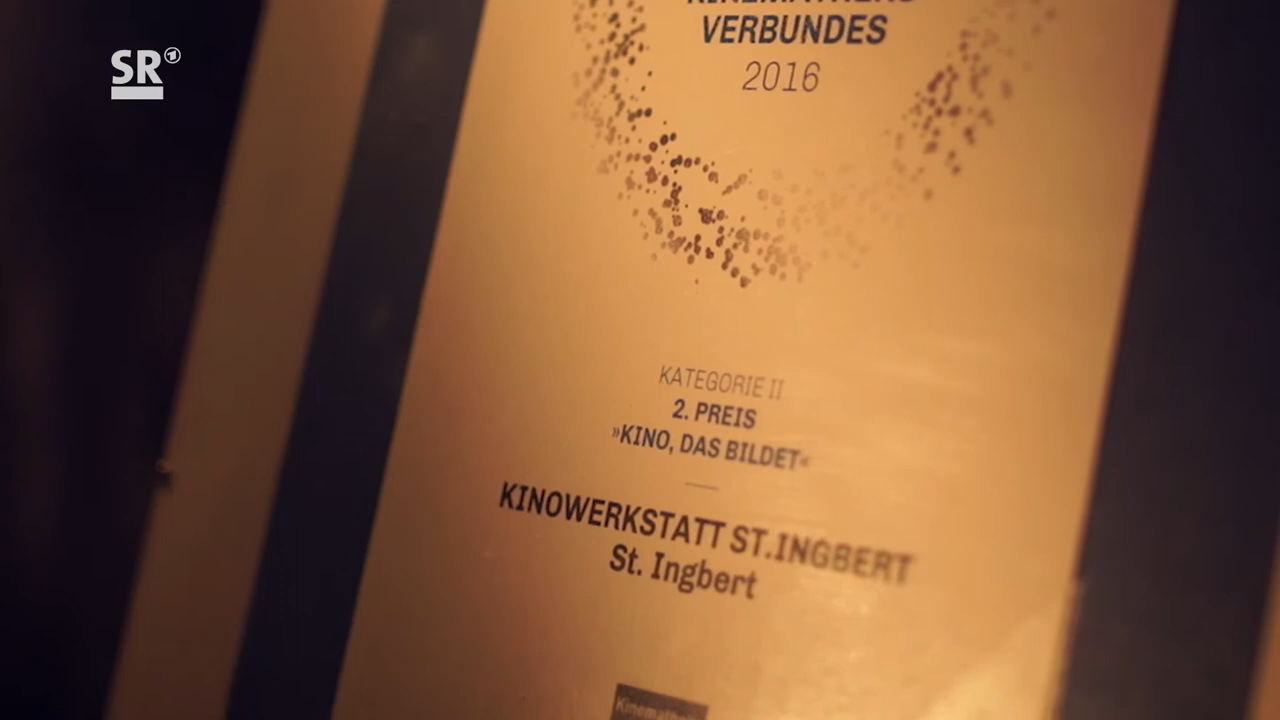 SR
VERBUNDES
2016
KATEGORIE II
2. PREIS
»KINO, DAS BILDET«
KINOWERKSTATT ST.INGBERT
St. Ingbert